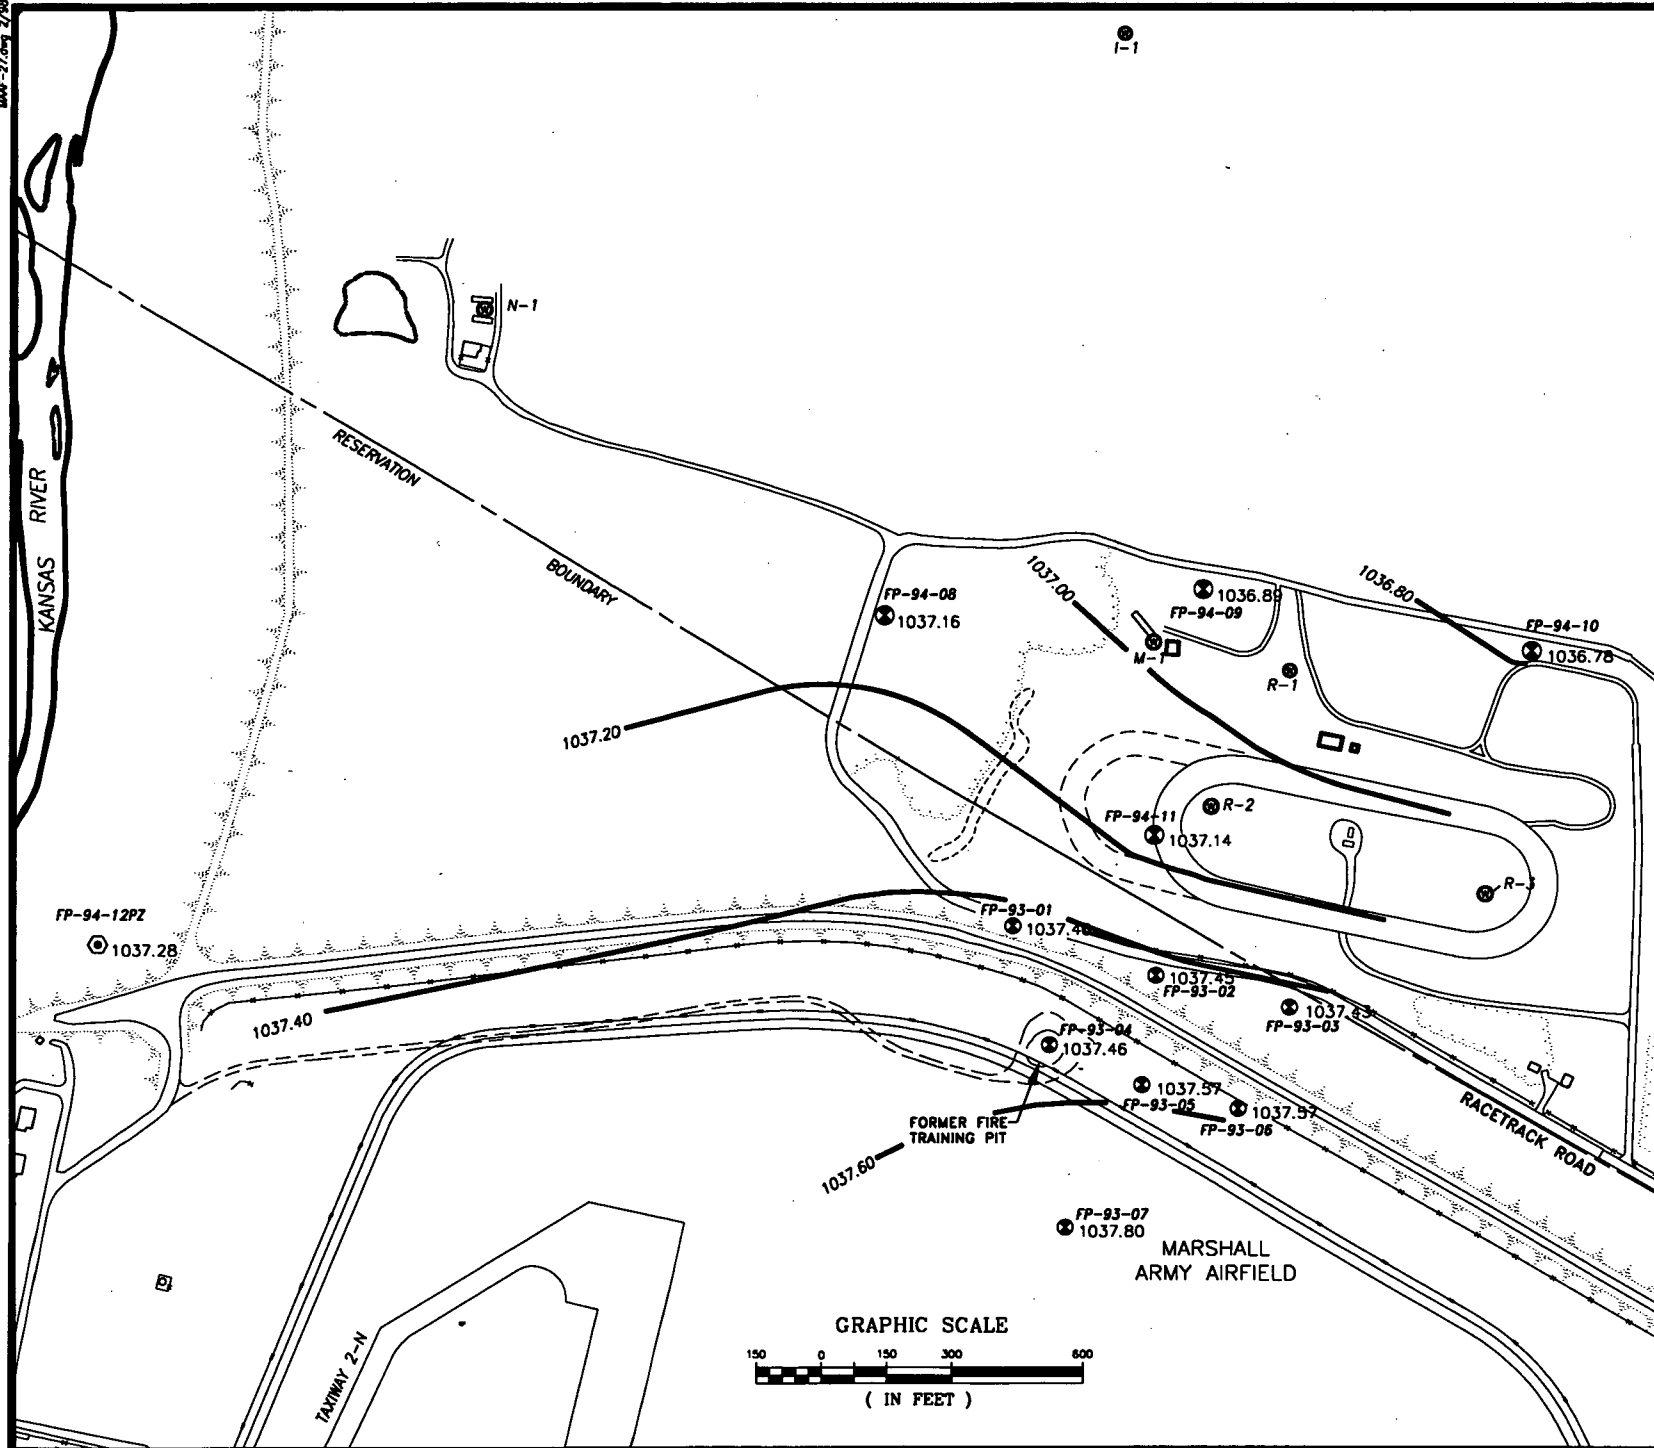 I-1
N-1
RESERVATION
BOUNDARY
KANSAS RIVER
FP-94-08
1037.16
1037.00
1036.89
FP-94-09
M-1
R-1
1036.80
FP-94-10
1036.78
1037.20
R-2
FP-94-11
1037.14
R-3
FP-94-12PZ
1037.28
FP-93-01
1037.45
FP-93-02
1037.43
FP-93-03
1037.40
FP-93-04
1037.46
1037.57
FP-93-05
1037.57
FP-93-06
FORMER FIRE
TRAINING PIT
1037.60
RACETRACK ROAD
FP-93-07
1037.80
MARSHALL
ARMY AIRFIELD
TAXIWAY 2-N
GRAPHIC SCALE
150 0 150 300 600
( IN FEET )